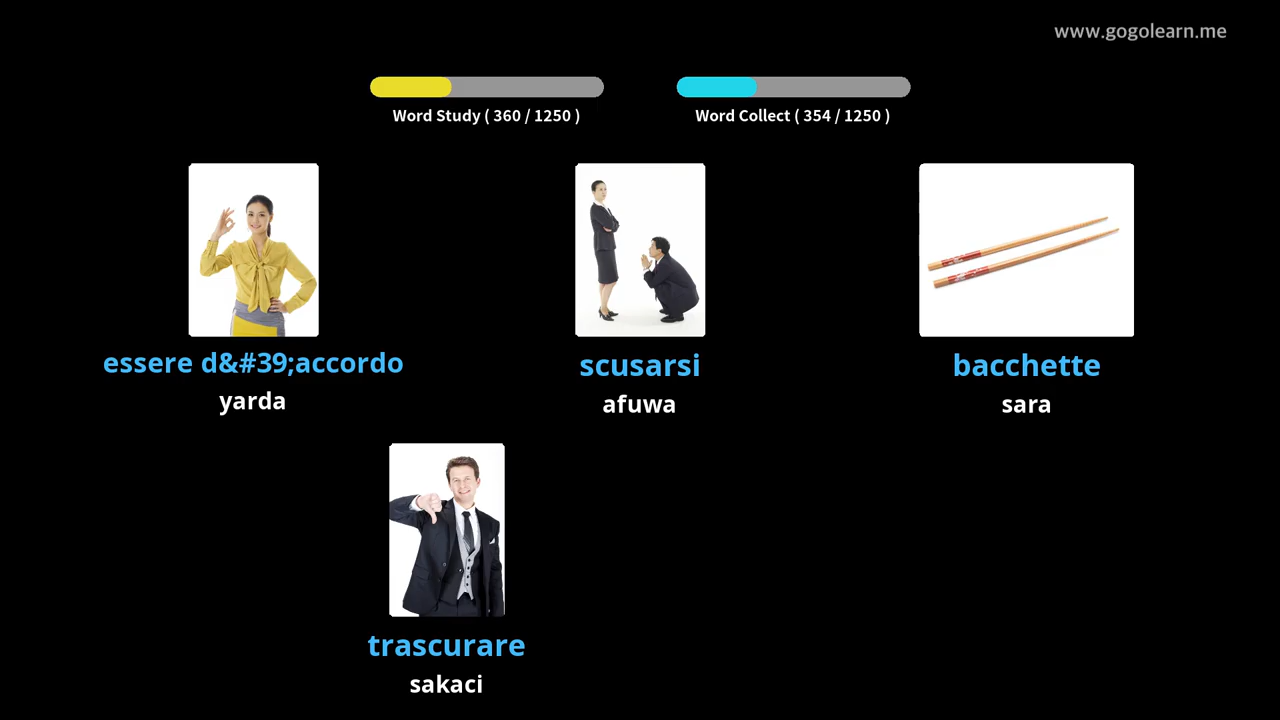 www.gogolearn.me
Word Study ( 360 / 1250 )
Word Collect ( 354 / 1250 )
essere d&#39;accordo
yarda
scusarsi
afuwa
bacchette
sara
trascurare
sakaci